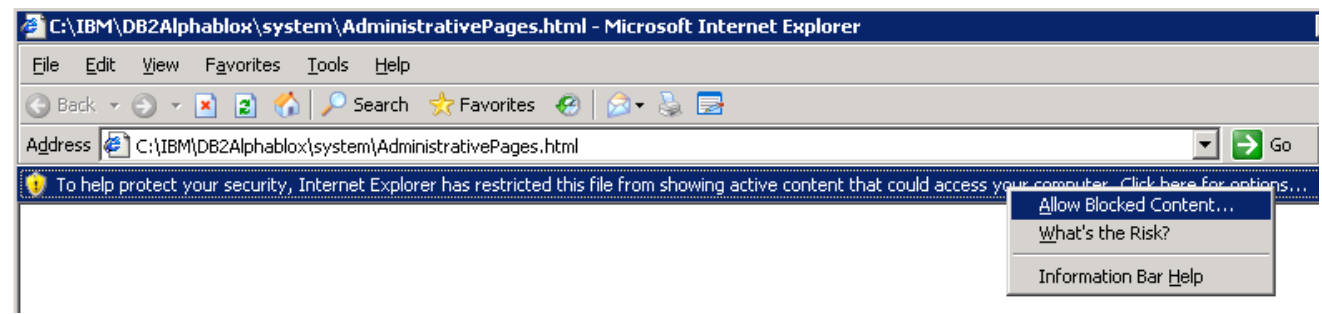 C:\IBM\DB2Alphablox\system\AdministrativePages.html - Microsoft Internet Explorer
File Edit View Favorites Tools Help
Back Search Favorites
Address C:\IBM\DB2Alphablox\system\AdministrativePages.html Go
To help protect your security, Internet Explorer has restricted this file from showing active content that could access your computer. Click here for options...
Allow Blocked Content...
What's the Risk?
Information Bar Help